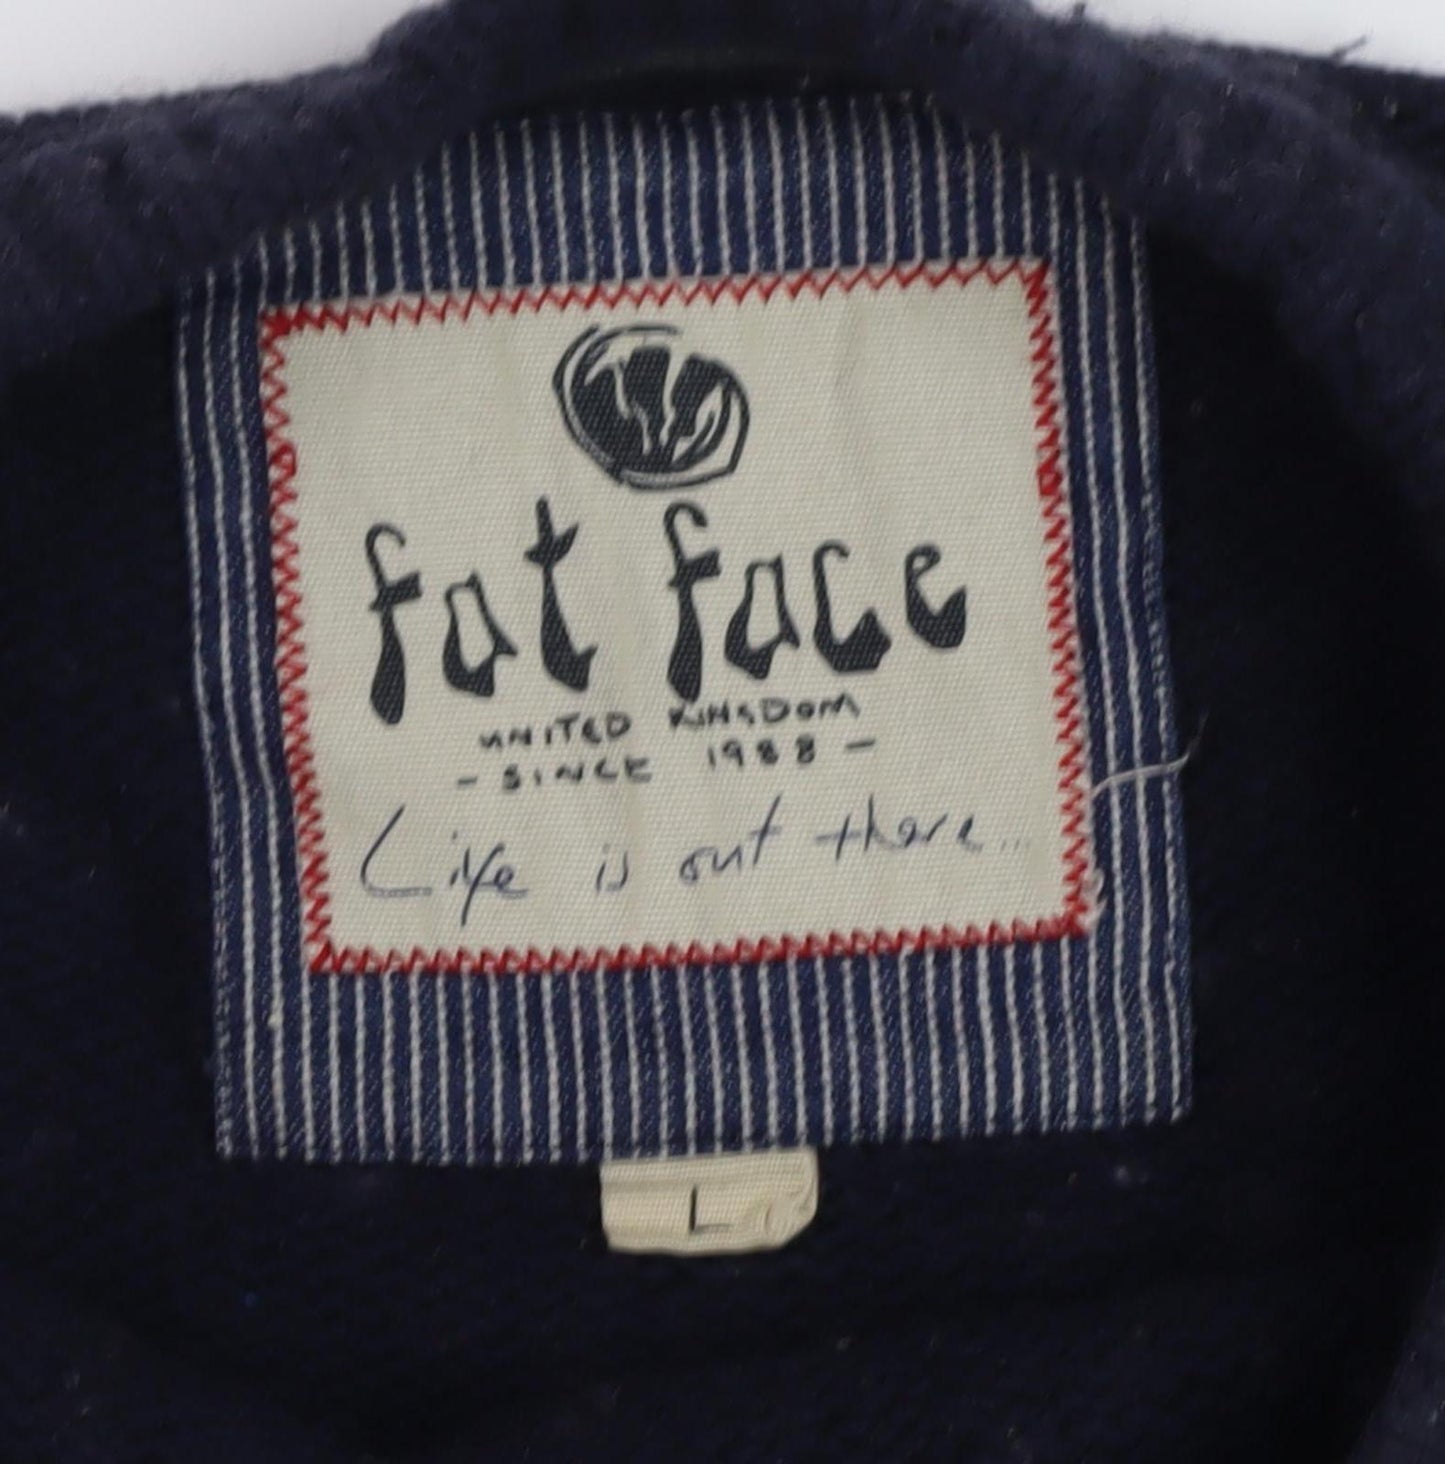 fat face
UNITED KINGDOM
- SINCE 1988 -
Life is out there...
L